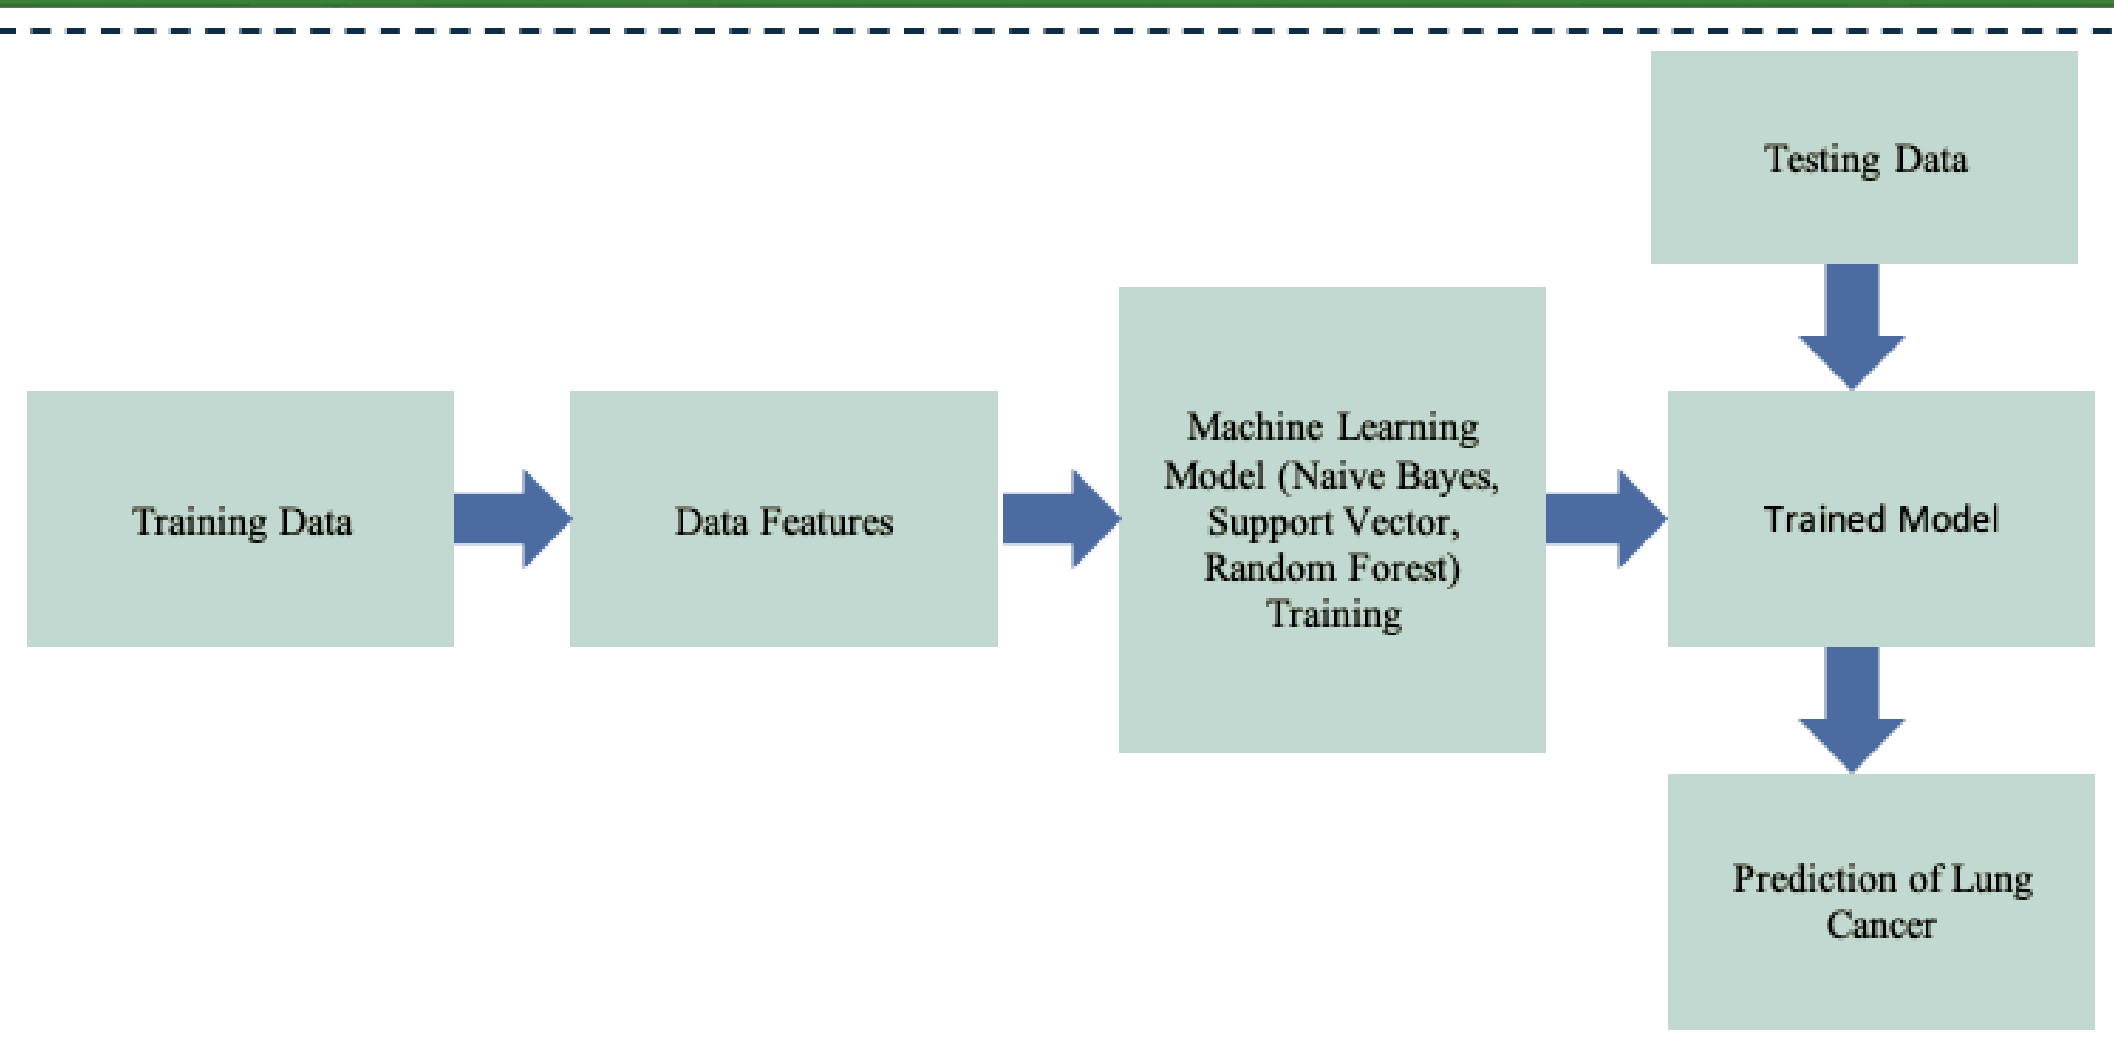 Testing Data
Training Data
Data Features
Machine Learning
Model (Naive Bayes,
Support Vector,
Random Forest)
Training
Trained Model
Prediction of Lung
Cancer